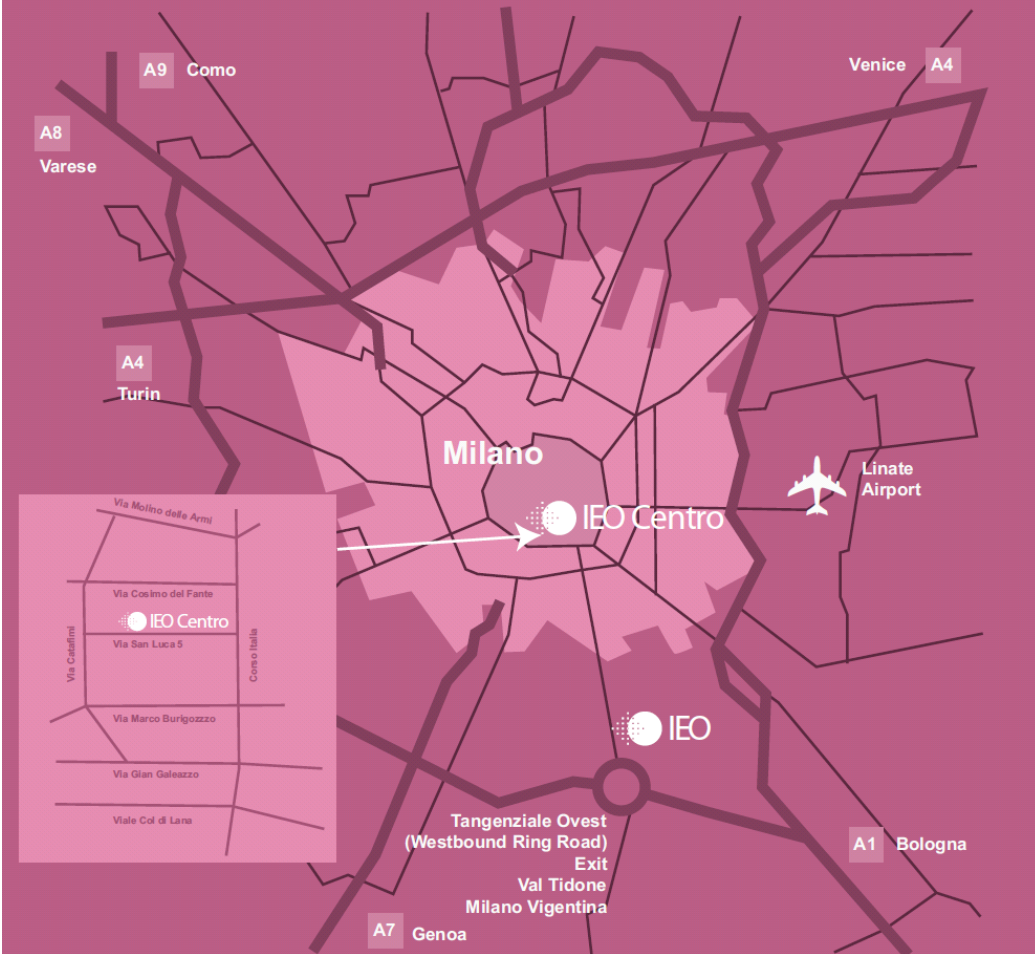 A9 Como
Venice A4
A8
Varese
A4
Turin
Milano
Linate
Airport
IEO Centro
Via Molino delle Armi
Via Cosimo del Fante
IEO Centro
Via San Luca 5
Via Catafimi
Corso Italia
Via Marco Burigozzzo
Via Gian Galeazzo
Viale Col di Lana
IEO
Tangenziale Ovest
(Westbound Ring Road)
Exit
Val Tidone
Milano Vigentina
A1 Bologna
A7 Genoa